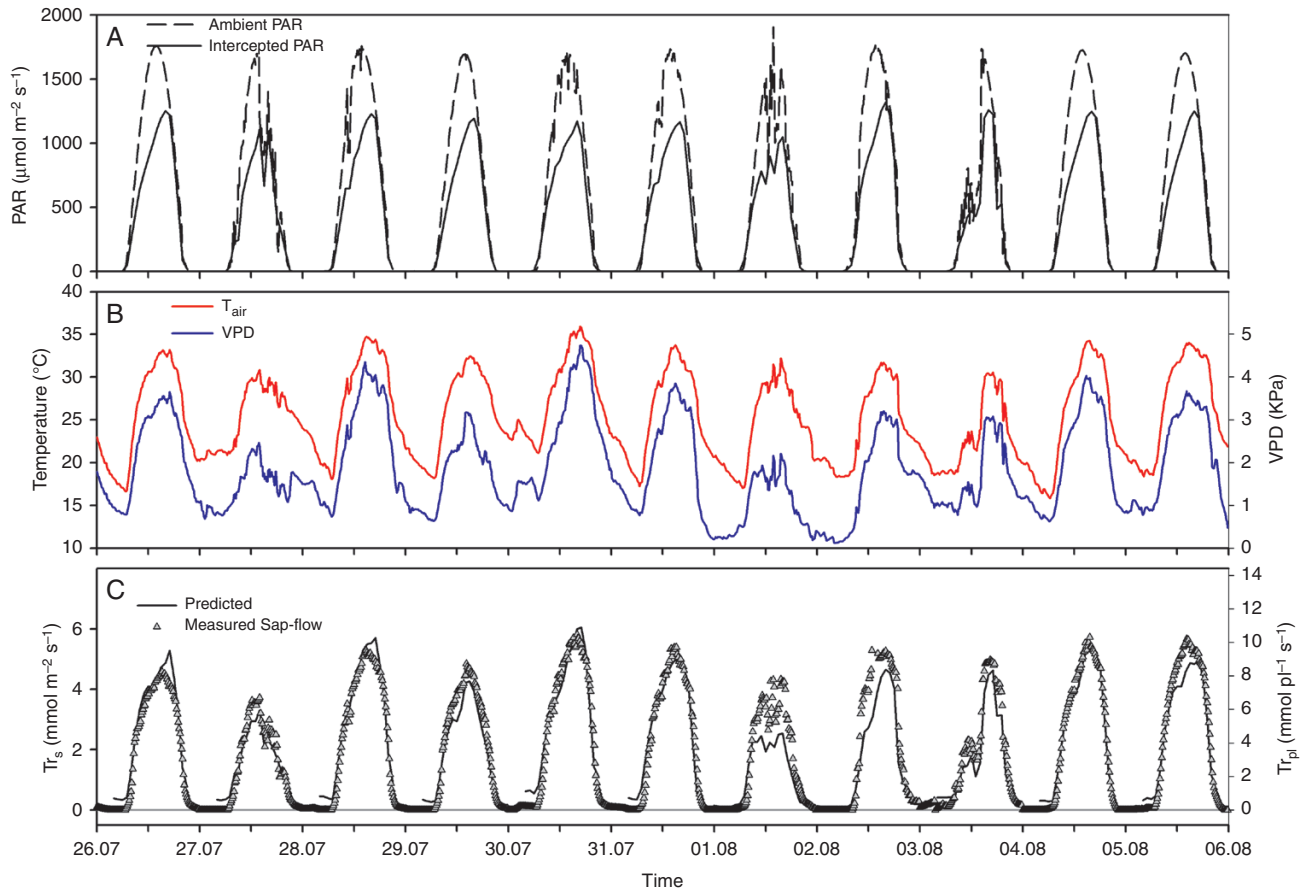 A
Ambient PAR
Intercepted PAR
2000
1500
1000
500
0
PAR (µmol m⁻² s⁻¹)
B
T_air
VPD
40
35
30
25
20
15
10
Temperature (°C)
5
4
3
2
1
0
VPD (KPa)
C
Predicted
Measured Sap-flow
6
4
2
0
Tr_s (mmol m⁻² s⁻¹)
14
12
10
8
6
4
2
0
Tr_pl (mmol pl⁻¹ s⁻¹)
26.07 27.07 28.07 29.07 30.07 31.07 01.08 02.08 03.08 04.08 05.08 06.08
Time